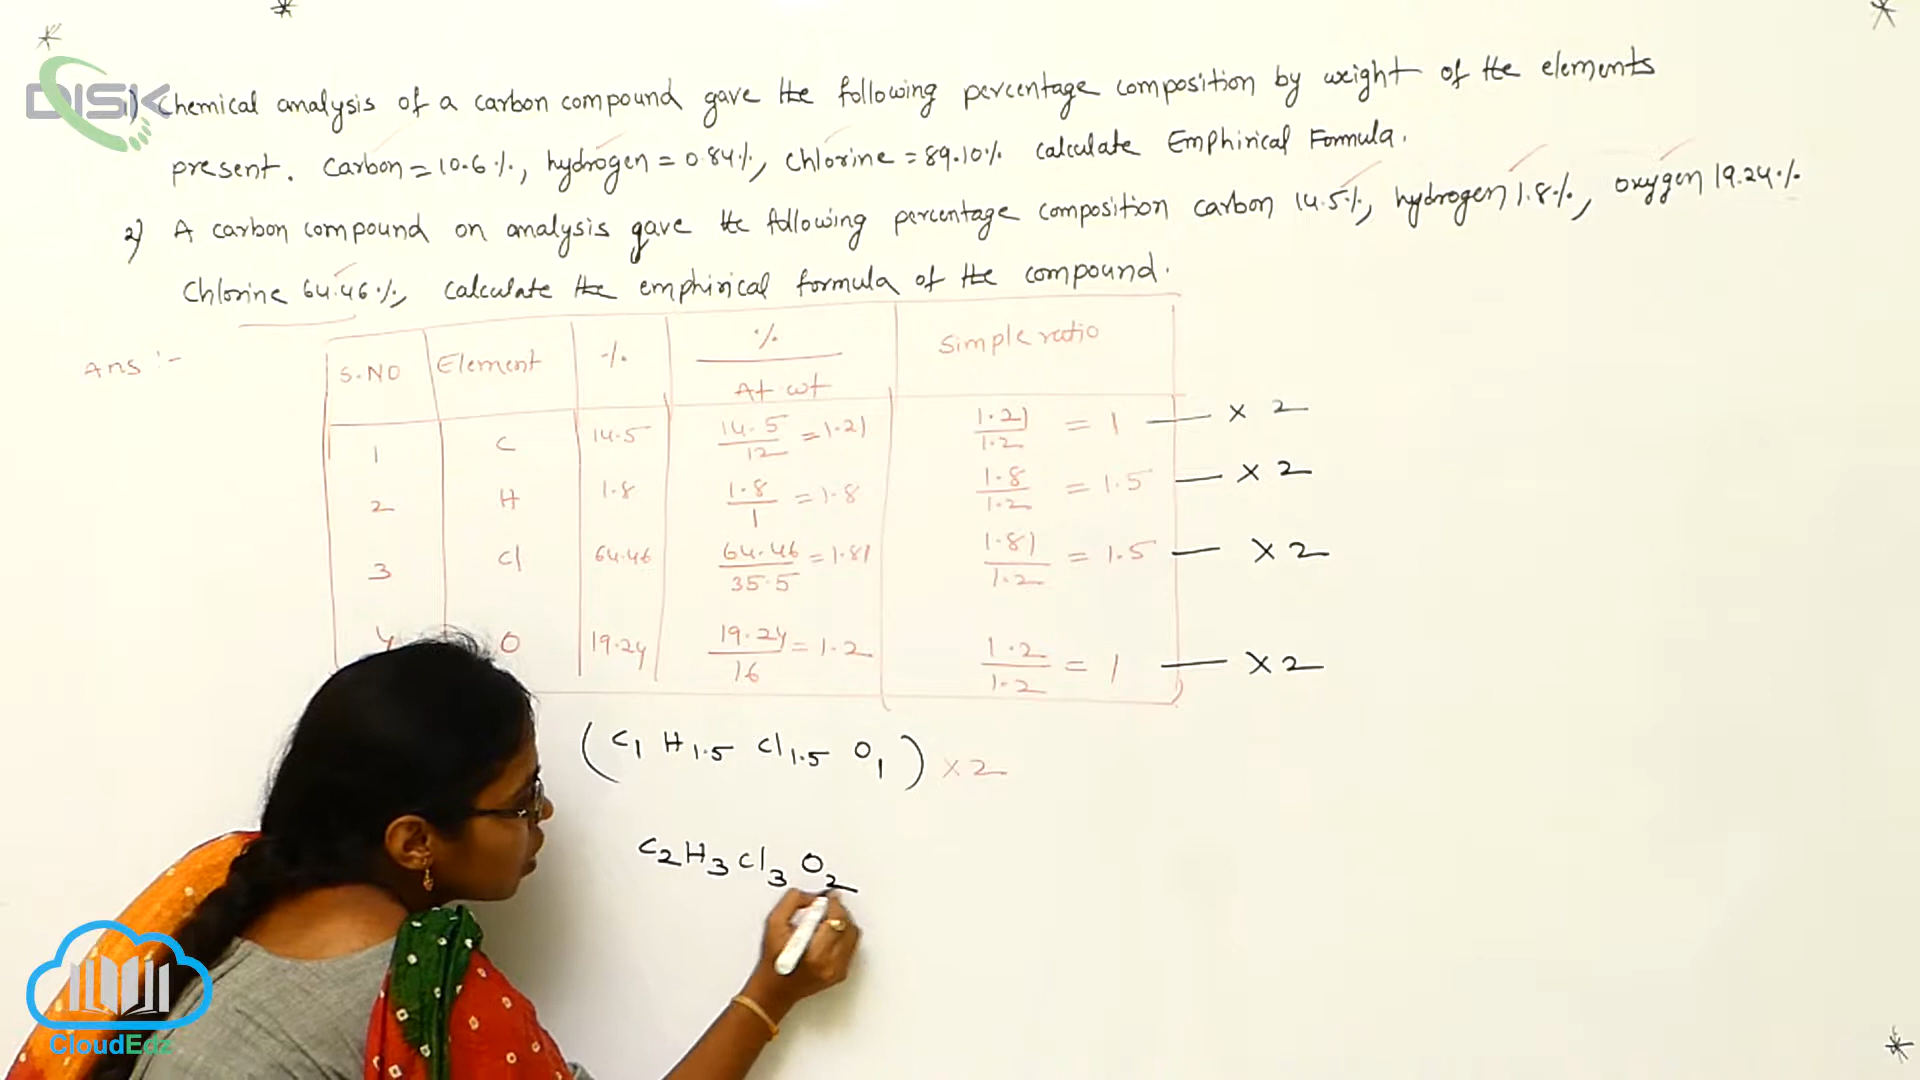 DISK
1) Chemical analysis of a carbon compound gave the following percentage composition by weight of the elements
present. Carbon = 10.6%, hydrogen = 0.84%, chlorine = 89.10% calculate Emphirical Formula.
2) A carbon compound on analysis gave the following percentage composition carbon 14.5%, hydrogen 1.8%, oxygen 19.24%
Chlorine 64.46%, calculate the emphirical formula of the compound.
Ans :-
S.NO Element % %/At wt Simple ratio
1 C 14.5 14.5/12 = 1.21 1.21/1.2 = 1 — × 2
2 H 1.8 1.8/1 = 1.8 1.8/1.2 = 1.5 — × 2
3 Cl 64.46 64.46/35.5 = 1.81 1.81/1.2 = 1.5 — × 2
4 O 19.24 19.24/16 = 1.2 1.2/1.2 = 1 — × 2
(C1 H1.5 Cl1.5 O1) × 2
C2H3Cl3O2
CloudEdz